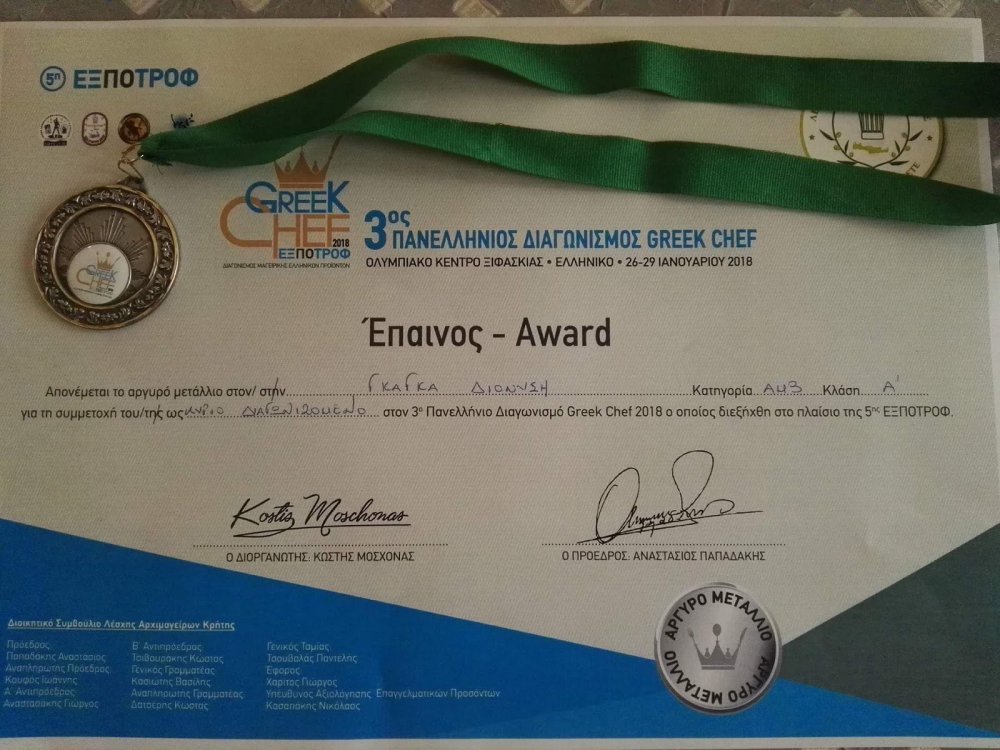 5η ΕΞΠΟΤΡΟΦ
GREEK
CHEF
2018
ΕΞΠΟΤΡΟΦ
ΔΙΑΓΩΝΙΣΜΟΣ ΜΑΓΕΙΡΙΚΗΣ ΕΛΛΗΝΙΚΩΝ ΠΡΟΪΟΝΤΩΝ
3ος ΠΑΝΕΛΛΗΝΙΟΣ ΔΙΑΓΩΝΙΣΜΟΣ GREEK CHEF
ΟΛΥΜΠΙΑΚΟ ΚΕΝΤΡΟ ΞΙΦΑΣΚΙΑΣ • ΕΛΛΗΝΙΚΟ • 26-29 ΙΑΝΟΥΑΡΙΟΥ 2018
GREEK
CHEF
Έπαινος - Award
Απονέμεται το αργυρό μετάλλιο στον/στην ΓΚΑΓΚΑ ΔΙΟΝΥΣΗ Κατηγορία ΑΜ3 Κλάση Α'
για τη συμμετοχή του/της ως ΚΥΡΙΟ ΔΙΑΓΩΝΙΖΟΜΕΝΟ στον 3ο Πανελλήνιο Διαγωνισμό Greek Chef 2018 ο οποίος διεξήχθη στο πλαίσιο της 5ης ΕΞΠΟΤΡΟΦ.
Kostis Moschonas
Ο ΔΙΟΡΓΑΝΩΤΗΣ: ΚΩΣΤΗΣ ΜΟΣΧΟΝΑΣ
Ο ΠΡΟΕΔΡΟΣ: ΑΝΑΣΤΑΣΙΟΣ ΠΑΠΑΔΑΚΗΣ
ΑΡΓΥΡΟ ΜΕΤΑΛΛΙΟ ΑΡΓΥΡΟ ΜΕΤΑΛΛΙΟ
Διοικητικό Συμβούλιο Λέσχης Αρχιμαγείρων Κρήτης
Πρόεδρος
Παπαδάκης Αναστάσιος
Αναπληρωτής Πρόεδρος
Κουφός Ιωάννης
Α' Αντιπρόεδρος
Αναστασάκης Γιώργος
Β' Αντιπρόεδρος
Τσιβουράκης Κώστας
Γενικός Γραμματέας
Κασιώτης Βασίλης
Αναπληρωτής Γραμματέας
Δατσέρης Κώστας
Γενικός Ταμίας
Τσουβαλάς Παντελής
Έφορος
Χαρίτος Γιώργος
Υπεύθυνος Αξιολόγησης Επαγγελματικών Προσόντων
Κασαπάκης Νικόλαος